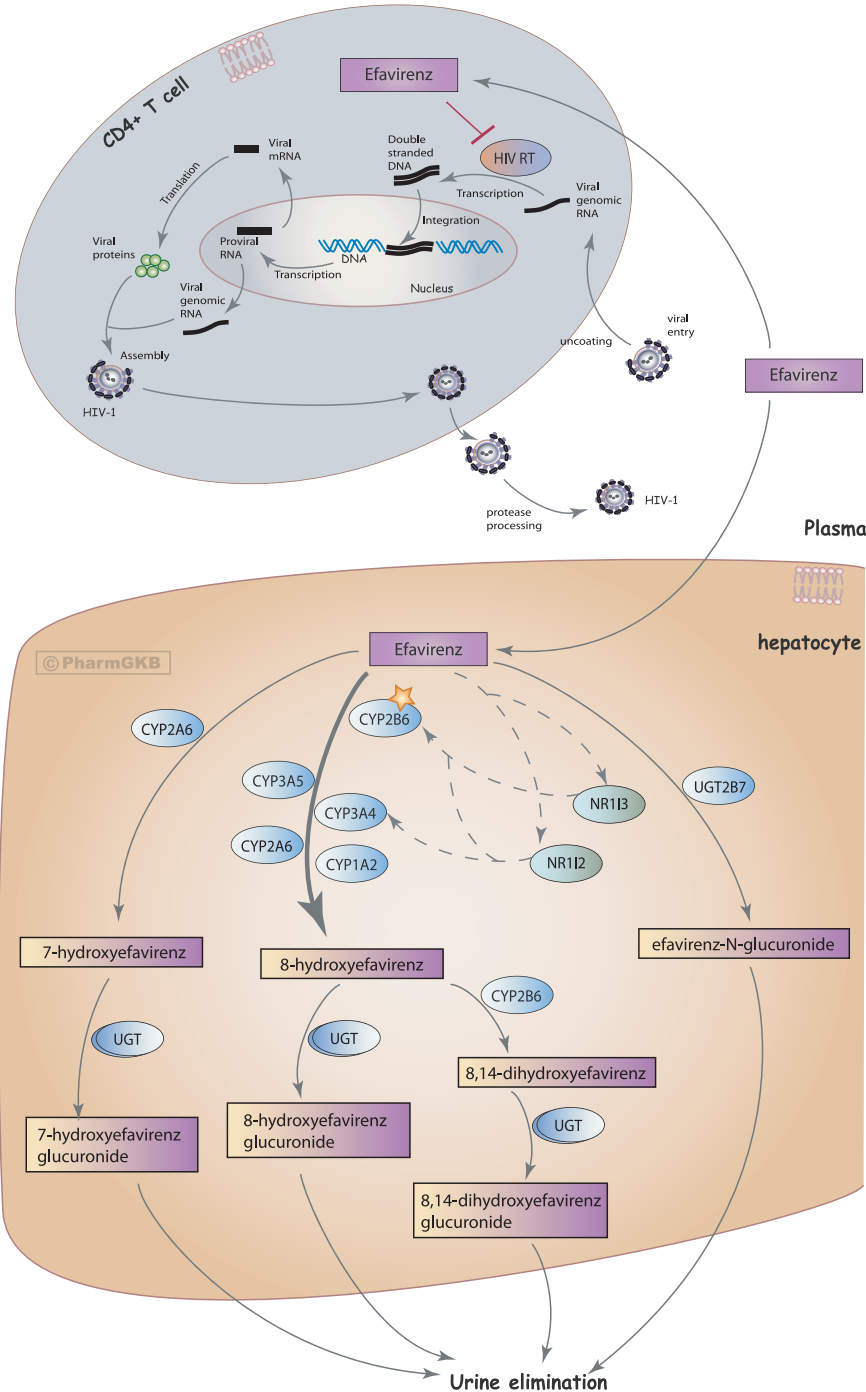 Efavirenz
CD4+ T cell
Viral
mRNA
Double
stranded
DNA
HIV RT
Translation
Transcription
Viral
genomic
RNA
Integration
Viral
proteins
Proviral
RNA
DNA
Transcription
Nucleus
Viral
genomic
RNA
viral
entry
uncoating
Assembly
Efavirenz
HIV-1
HIV-1
protease
processing
Plasma
hepatocyte
Efavirenz
© PharmGKB
CYP2B6
CYP2A6
CYP3A5
UGT2B7
NR1I3
CYP3A4
CYP2A6
CYP1A2
NR1I2
7-hydroxyefavirenz
8-hydroxyefavirenz
efavirenz-N-glucuronide
CYP2B6
UGT
UGT
8,14-dihydroxyefavirenz
7-hydroxyefavirenz
glucuronide
8-hydroxyefavirenz
glucuronide
UGT
8,14-dihydroxyefavirenz
glucuronide
Urine elimination